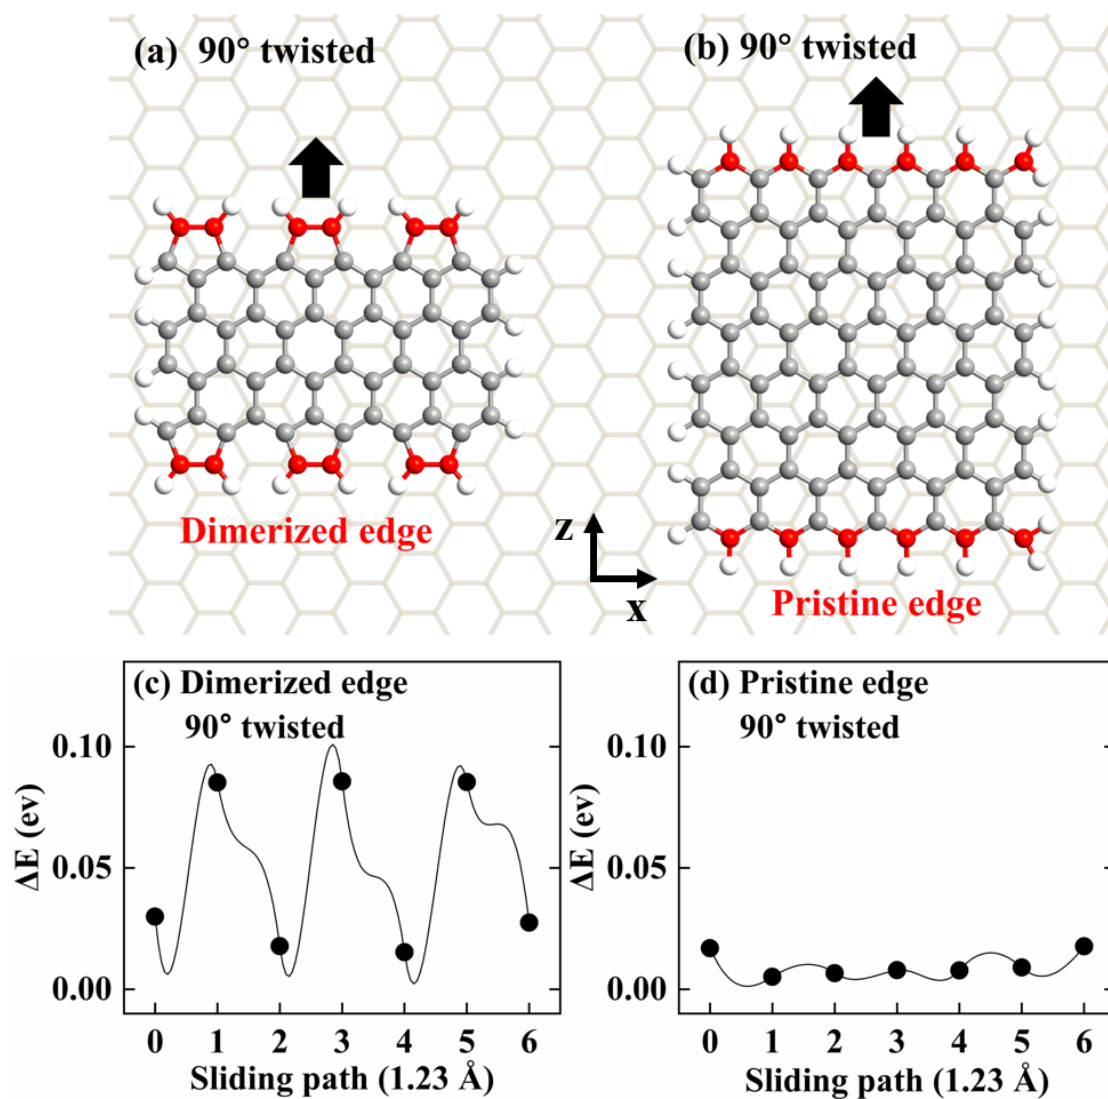 (a) 90° twisted
(b) 90° twisted
Dimerized edge
z
x
Pristine edge
(c) Dimerized edge
90° twisted
0.10
0.05
0.00
ΔE (ev)
0 1 2 3 4 5 6
Sliding path (1.23 Å)
(d) Pristine edge
90° twisted
0.10
0.05
0.00
ΔE (ev)
0 1 2 3 4 5 6
Sliding path (1.23 Å)